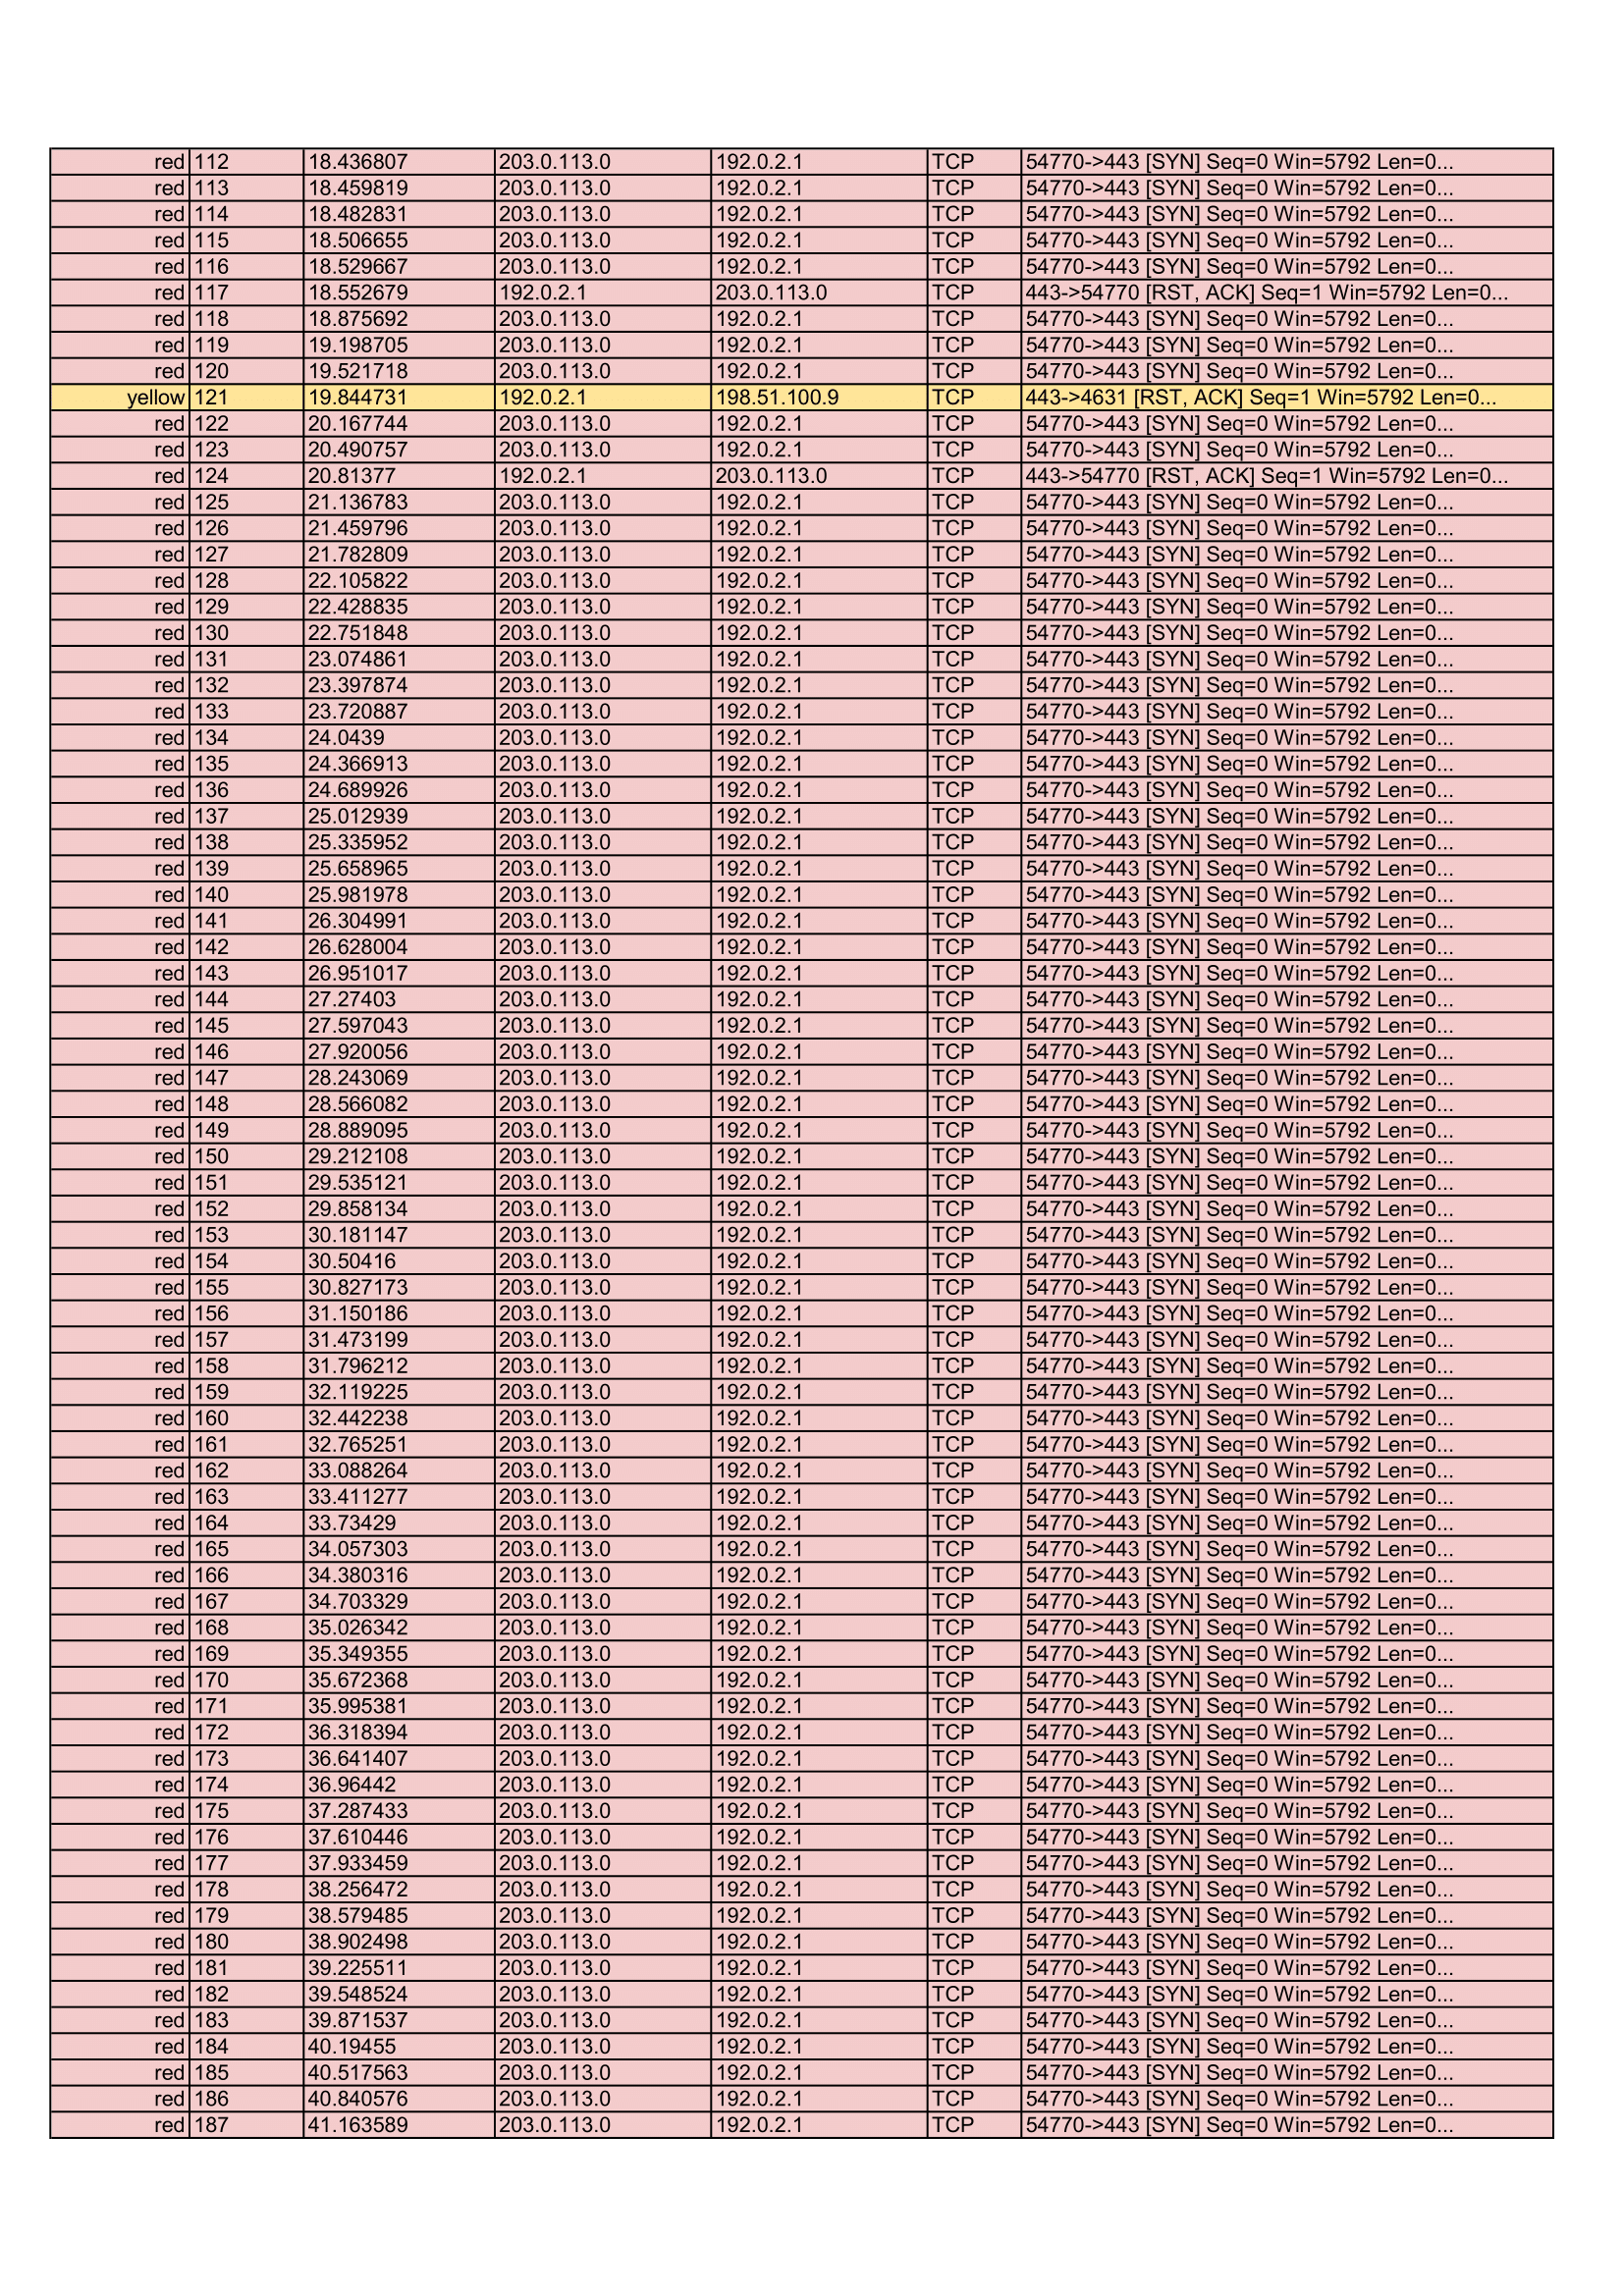 red 112 18.436807 203.0.113.0 192.0.2.1 TCP 54770->443 [SYN] Seq=0 Win=5792 Len=0...
red 113 18.459819 203.0.113.0 192.0.2.1 TCP 54770->443 [SYN] Seq=0 Win=5792 Len=0...
red 114 18.482831 203.0.113.0 192.0.2.1 TCP 54770->443 [SYN] Seq=0 Win=5792 Len=0...
red 115 18.506655 203.0.113.0 192.0.2.1 TCP 54770->443 [SYN] Seq=0 Win=5792 Len=0...
red 116 18.529667 203.0.113.0 192.0.2.1 TCP 54770->443 [SYN] Seq=0 Win=5792 Len=0...
red 117 18.552679 192.0.2.1 203.0.113.0 TCP 443->54770 [RST, ACK] Seq=1 Win=5792 Len=0...
red 118 18.875692 203.0.113.0 192.0.2.1 TCP 54770->443 [SYN] Seq=0 Win=5792 Len=0...
red 119 19.198705 203.0.113.0 192.0.2.1 TCP 54770->443 [SYN] Seq=0 Win=5792 Len=0...
red 120 19.521718 203.0.113.0 192.0.2.1 TCP 54770->443 [SYN] Seq=0 Win=5792 Len=0...
yellow 121 19.844731 192.0.2.1 198.51.100.9 TCP 443->4631 [RST, ACK] Seq=1 Win=5792 Len=0...
red 122 20.167744 203.0.113.0 192.0.2.1 TCP 54770->443 [SYN] Seq=0 Win=5792 Len=0...
red 123 20.490757 203.0.113.0 192.0.2.1 TCP 54770->443 [SYN] Seq=0 Win=5792 Len=0...
red 124 20.81377 192.0.2.1 203.0.113.0 TCP 443->54770 [RST, ACK] Seq=1 Win=5792 Len=0...
red 125 21.136783 203.0.113.0 192.0.2.1 TCP 54770->443 [SYN] Seq=0 Win=5792 Len=0...
red 126 21.459796 203.0.113.0 192.0.2.1 TCP 54770->443 [SYN] Seq=0 Win=5792 Len=0...
red 127 21.782809 203.0.113.0 192.0.2.1 TCP 54770->443 [SYN] Seq=0 Win=5792 Len=0...
red 128 22.105822 203.0.113.0 192.0.2.1 TCP 54770->443 [SYN] Seq=0 Win=5792 Len=0...
red 129 22.428835 203.0.113.0 192.0.2.1 TCP 54770->443 [SYN] Seq=0 Win=5792 Len=0...
red 130 22.751848 203.0.113.0 192.0.2.1 TCP 54770->443 [SYN] Seq=0 Win=5792 Len=0...
red 131 23.074861 203.0.113.0 192.0.2.1 TCP 54770->443 [SYN] Seq=0 Win=5792 Len=0...
red 132 23.397874 203.0.113.0 192.0.2.1 TCP 54770->443 [SYN] Seq=0 Win=5792 Len=0...
red 133 23.720887 203.0.113.0 192.0.2.1 TCP 54770->443 [SYN] Seq=0 Win=5792 Len=0...
red 134 24.0439 203.0.113.0 192.0.2.1 TCP 54770->443 [SYN] Seq=0 Win=5792 Len=0...
red 135 24.366913 203.0.113.0 192.0.2.1 TCP 54770->443 [SYN] Seq=0 Win=5792 Len=0...
red 136 24.689926 203.0.113.0 192.0.2.1 TCP 54770->443 [SYN] Seq=0 Win=5792 Len=0...
red 137 25.012939 203.0.113.0 192.0.2.1 TCP 54770->443 [SYN] Seq=0 Win=5792 Len=0...
red 138 25.335952 203.0.113.0 192.0.2.1 TCP 54770->443 [SYN] Seq=0 Win=5792 Len=0...
red 139 25.658965 203.0.113.0 192.0.2.1 TCP 54770->443 [SYN] Seq=0 Win=5792 Len=0...
red 140 25.981978 203.0.113.0 192.0.2.1 TCP 54770->443 [SYN] Seq=0 Win=5792 Len=0...
red 141 26.304991 203.0.113.0 192.0.2.1 TCP 54770->443 [SYN] Seq=0 Win=5792 Len=0...
red 142 26.628004 203.0.113.0 192.0.2.1 TCP 54770->443 [SYN] Seq=0 Win=5792 Len=0...
red 143 26.951017 203.0.113.0 192.0.2.1 TCP 54770->443 [SYN] Seq=0 Win=5792 Len=0...
red 144 27.27403 203.0.113.0 192.0.2.1 TCP 54770->443 [SYN] Seq=0 Win=5792 Len=0...
red 145 27.597043 203.0.113.0 192.0.2.1 TCP 54770->443 [SYN] Seq=0 Win=5792 Len=0...
red 146 27.920056 203.0.113.0 192.0.2.1 TCP 54770->443 [SYN] Seq=0 Win=5792 Len=0...
red 147 28.243069 203.0.113.0 192.0.2.1 TCP 54770->443 [SYN] Seq=0 Win=5792 Len=0...
red 148 28.566082 203.0.113.0 192.0.2.1 TCP 54770->443 [SYN] Seq=0 Win=5792 Len=0...
red 149 28.889095 203.0.113.0 192.0.2.1 TCP 54770->443 [SYN] Seq=0 Win=5792 Len=0...
red 150 29.212108 203.0.113.0 192.0.2.1 TCP 54770->443 [SYN] Seq=0 Win=5792 Len=0...
red 151 29.535121 203.0.113.0 192.0.2.1 TCP 54770->443 [SYN] Seq=0 Win=5792 Len=0...
red 152 29.858134 203.0.113.0 192.0.2.1 TCP 54770->443 [SYN] Seq=0 Win=5792 Len=0...
red 153 30.181147 203.0.113.0 192.0.2.1 TCP 54770->443 [SYN] Seq=0 Win=5792 Len=0...
red 154 30.50416 203.0.113.0 192.0.2.1 TCP 54770->443 [SYN] Seq=0 Win=5792 Len=0...
red 155 30.827173 203.0.113.0 192.0.2.1 TCP 54770->443 [SYN] Seq=0 Win=5792 Len=0...
red 156 31.150186 203.0.113.0 192.0.2.1 TCP 54770->443 [SYN] Seq=0 Win=5792 Len=0...
red 157 31.473199 203.0.113.0 192.0.2.1 TCP 54770->443 [SYN] Seq=0 Win=5792 Len=0...
red 158 31.796212 203.0.113.0 192.0.2.1 TCP 54770->443 [SYN] Seq=0 Win=5792 Len=0...
red 159 32.119225 203.0.113.0 192.0.2.1 TCP 54770->443 [SYN] Seq=0 Win=5792 Len=0...
red 160 32.442238 203.0.113.0 192.0.2.1 TCP 54770->443 [SYN] Seq=0 Win=5792 Len=0...
red 161 32.765251 203.0.113.0 192.0.2.1 TCP 54770->443 [SYN] Seq=0 Win=5792 Len=0...
red 162 33.088264 203.0.113.0 192.0.2.1 TCP 54770->443 [SYN] Seq=0 Win=5792 Len=0...
red 163 33.411277 203.0.113.0 192.0.2.1 TCP 54770->443 [SYN] Seq=0 Win=5792 Len=0...
red 164 33.73429 203.0.113.0 192.0.2.1 TCP 54770->443 [SYN] Seq=0 Win=5792 Len=0...
red 165 34.057303 203.0.113.0 192.0.2.1 TCP 54770->443 [SYN] Seq=0 Win=5792 Len=0...
red 166 34.380316 203.0.113.0 192.0.2.1 TCP 54770->443 [SYN] Seq=0 Win=5792 Len=0...
red 167 34.703329 203.0.113.0 192.0.2.1 TCP 54770->443 [SYN] Seq=0 Win=5792 Len=0...
red 168 35.026342 203.0.113.0 192.0.2.1 TCP 54770->443 [SYN] Seq=0 Win=5792 Len=0...
red 169 35.349355 203.0.113.0 192.0.2.1 TCP 54770->443 [SYN] Seq=0 Win=5792 Len=0...
red 170 35.672368 203.0.113.0 192.0.2.1 TCP 54770->443 [SYN] Seq=0 Win=5792 Len=0...
red 171 35.995381 203.0.113.0 192.0.2.1 TCP 54770->443 [SYN] Seq=0 Win=5792 Len=0...
red 172 36.318394 203.0.113.0 192.0.2.1 TCP 54770->443 [SYN] Seq=0 Win=5792 Len=0...
red 173 36.641407 203.0.113.0 192.0.2.1 TCP 54770->443 [SYN] Seq=0 Win=5792 Len=0...
red 174 36.96442 203.0.113.0 192.0.2.1 TCP 54770->443 [SYN] Seq=0 Win=5792 Len=0...
red 175 37.287433 203.0.113.0 192.0.2.1 TCP 54770->443 [SYN] Seq=0 Win=5792 Len=0...
red 176 37.610446 203.0.113.0 192.0.2.1 TCP 54770->443 [SYN] Seq=0 Win=5792 Len=0...
red 177 37.933459 203.0.113.0 192.0.2.1 TCP 54770->443 [SYN] Seq=0 Win=5792 Len=0...
red 178 38.256472 203.0.113.0 192.0.2.1 TCP 54770->443 [SYN] Seq=0 Win=5792 Len=0...
red 179 38.579485 203.0.113.0 192.0.2.1 TCP 54770->443 [SYN] Seq=0 Win=5792 Len=0...
red 180 38.902498 203.0.113.0 192.0.2.1 TCP 54770->443 [SYN] Seq=0 Win=5792 Len=0...
red 181 39.225511 203.0.113.0 192.0.2.1 TCP 54770->443 [SYN] Seq=0 Win=5792 Len=0...
red 182 39.548524 203.0.113.0 192.0.2.1 TCP 54770->443 [SYN] Seq=0 Win=5792 Len=0...
red 183 39.871537 203.0.113.0 192.0.2.1 TCP 54770->443 [SYN] Seq=0 Win=5792 Len=0...
red 184 40.19455 203.0.113.0 192.0.2.1 TCP 54770->443 [SYN] Seq=0 Win=5792 Len=0...
red 185 40.517563 203.0.113.0 192.0.2.1 TCP 54770->443 [SYN] Seq=0 Win=5792 Len=0...
red 186 40.840576 203.0.113.0 192.0.2.1 TCP 54770->443 [SYN] Seq=0 Win=5792 Len=0...
red 187 41.163589 203.0.113.0 192.0.2.1 TCP 54770->443 [SYN] Seq=0 Win=5792 Len=0...